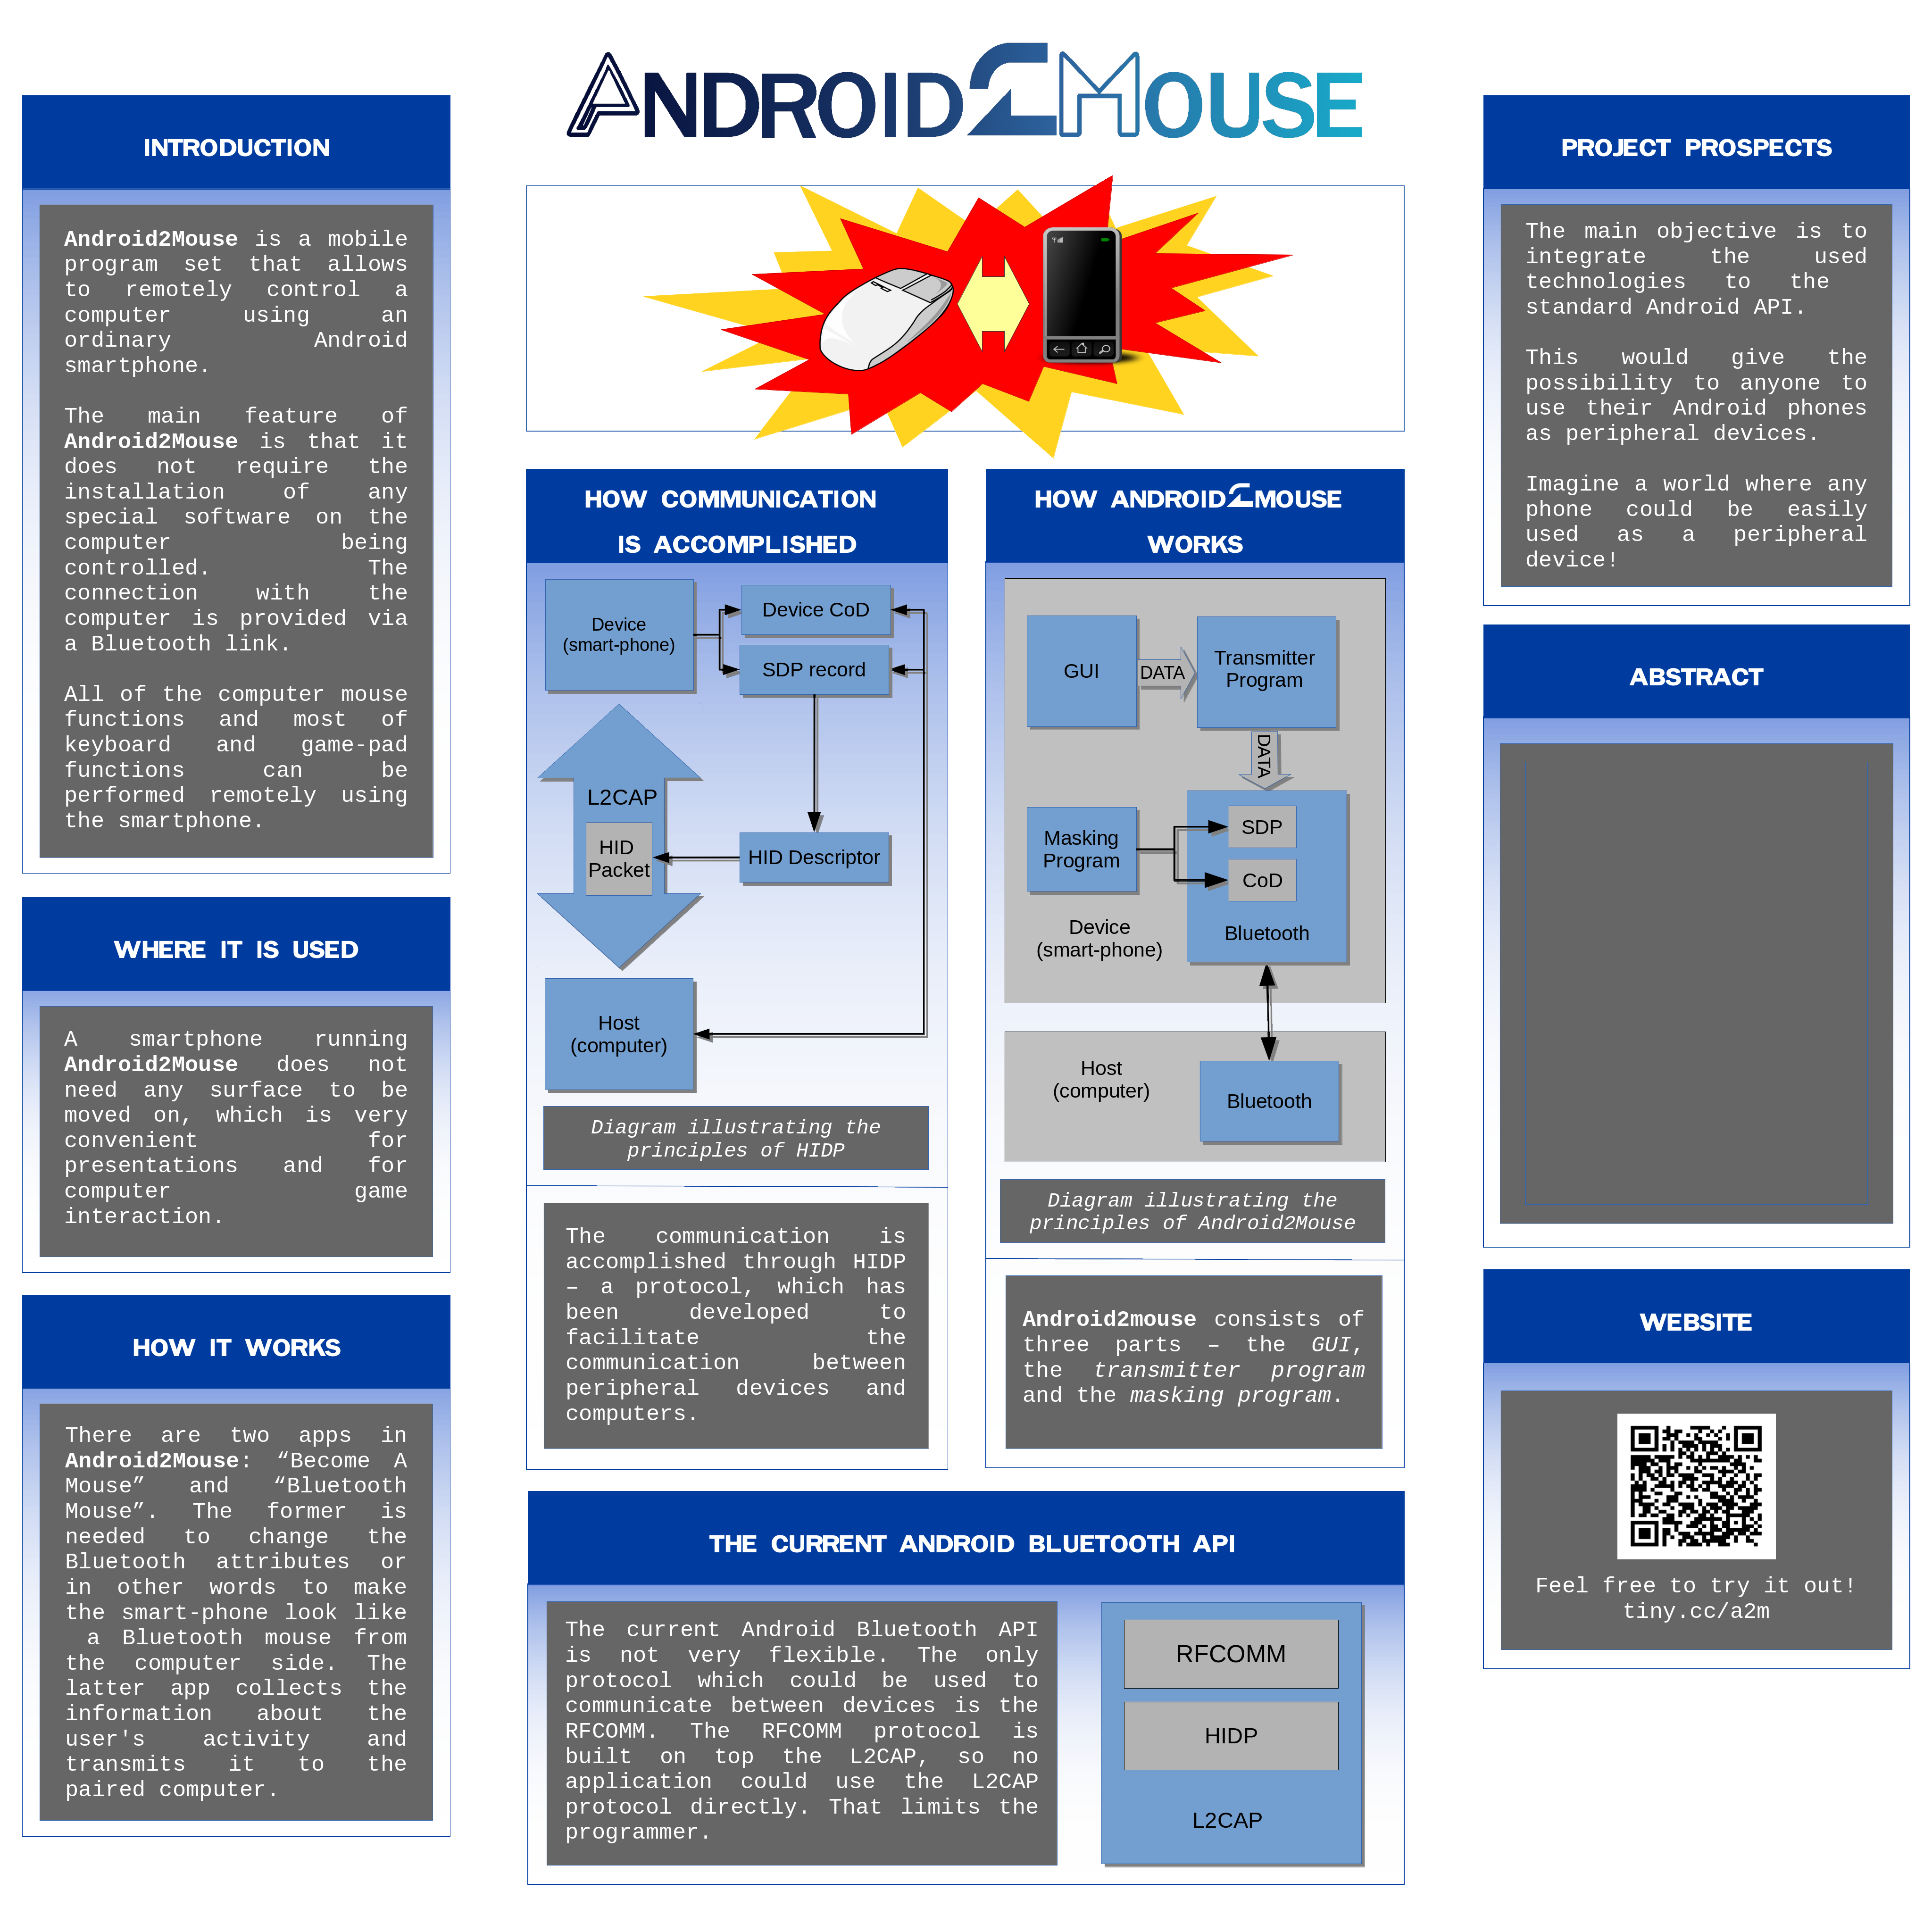 ANDROID2MOUSE
INTRODUCTION
Android2Mouse is a mobile
program set that allows
to remotely control a
computer using an
ordinary Android
smartphone.
The main feature of
Android2Mouse is that it
does not require the
installation of any
special software on the
computer being
controlled. The
connection with the
computer is provided via
a Bluetooth link.
All of the computer mouse
functions and most of
keyboard and game-pad
functions can be
performed remotely using
the smartphone.
WHERE IT IS USED
A smartphone running
Android2Mouse does not
need any surface to be
moved on, which is very
convenient for
presentations and for
computer game
interaction.
HOW IT WORKS
There are two apps in
Android2Mouse: “Become A
Mouse” and “Bluetooth
Mouse”. The former is
needed to change the
Bluetooth attributes or
in other words to make
the smart-phone look like
a Bluetooth mouse from
the computer side. The
latter app collects the
information about the
user's activity and
transmits it to the
paired computer.
HOW COMMUNICATION
IS ACCOMPLISHED
Device
(smart-phone)
Device CoD
SDP record
L2CAP
HID
Packet
HID Descriptor
Host
(computer)
Diagram illustrating the
principles of HIDP
The communication is
accomplished through HIDP
– a protocol, which has
been developed to
facilitate the
communication between
peripheral devices and
computers.
HOW ANDROID2MOUSE
WORKS
GUI
DATA
Transmitter
Program
DATA
Masking
Program
SDP
CoD
Bluetooth
Device
(smart-phone)
Host
(computer)
Bluetooth
Diagram illustrating the
principles of Android2Mouse
Android2mouse consists of
three parts – the GUI,
the transmitter program
and the masking program.
THE CURRENT ANDROID BLUETOOTH API
The current Android Bluetooth API
is not very flexible. The only
protocol which could be used to
communicate between devices is the
RFCOMM. The RFCOMM protocol is
built on top the L2CAP, so no
application could use the L2CAP
protocol directly. That limits the
programmer.
RFCOMM
HIDP
L2CAP
PROJECT PROSPECTS
The main objective is to
integrate the used
technologies to the
standard Android API.
This would give the
possibility to anyone to
use their Android phones
as peripheral devices.
Imagine a world where any
phone could be easily
used as a peripheral
device!
ABSTRACT
WEBSITE
Feel free to try it out!
tiny.cc/a2m